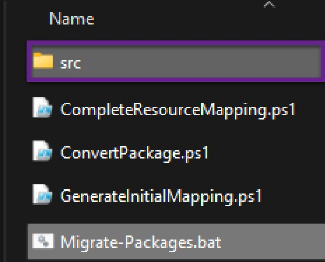 Name
src
CompleteResourceMapping.ps1
ConvertPackage.ps1
GenerateInitialMapping.ps1
Migrate-Packages.bat